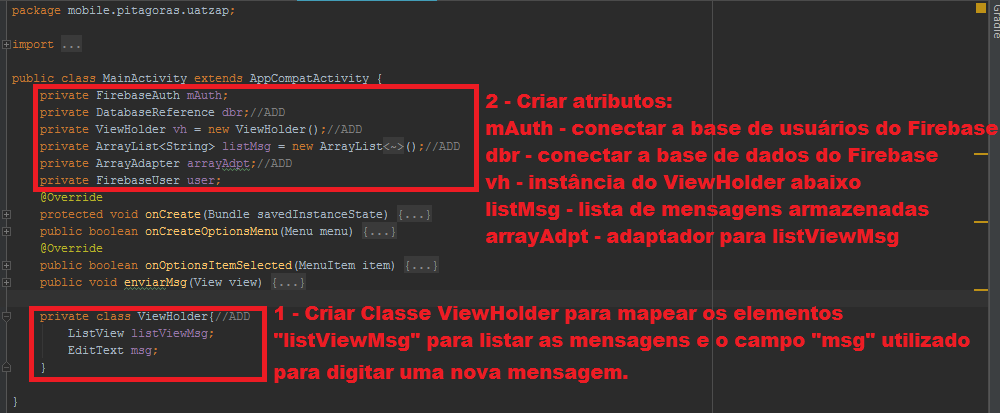 package mobile.pitagoras.uatzap;
import ...
public class MainActivity extends AppCompatActivity {
private FirebaseAuth mAuth;
private DatabaseReference dbr;//ADD
private ViewHolder vh = new ViewHolder();//ADD
private ArrayList<String> listMsg = new ArrayList<~>();//ADD
private ArrayAdapter arrayAdpt;//ADD
private FirebaseUser user;
2 - Criar atributos:
mAuth - conectar a base de usuários do Firebase
dbr - conectar a base de dados do Firebase
vh - instância do ViewHolder abaixo
listMsg - lista de mensagens armazenadas
arrayAdpt - adaptador para listViewMsg
@Override
protected void onCreate(Bundle savedInstanceState) {...}
public boolean onCreateOptionsMenu(Menu menu) {...}
@Override
public boolean onOptionsItemSelected(MenuItem item) {...}
public void enviarMsg(View view) {...}
private class ViewHolder{//ADD
ListView listViewMsg;
EditText msg;
}
1 - Criar Classe ViewHolder para mapear os elementos
"listViewMsg" para listar as mensagens e o campo "msg" utilizado
para digitar uma nova mensagem.
}
Gradle